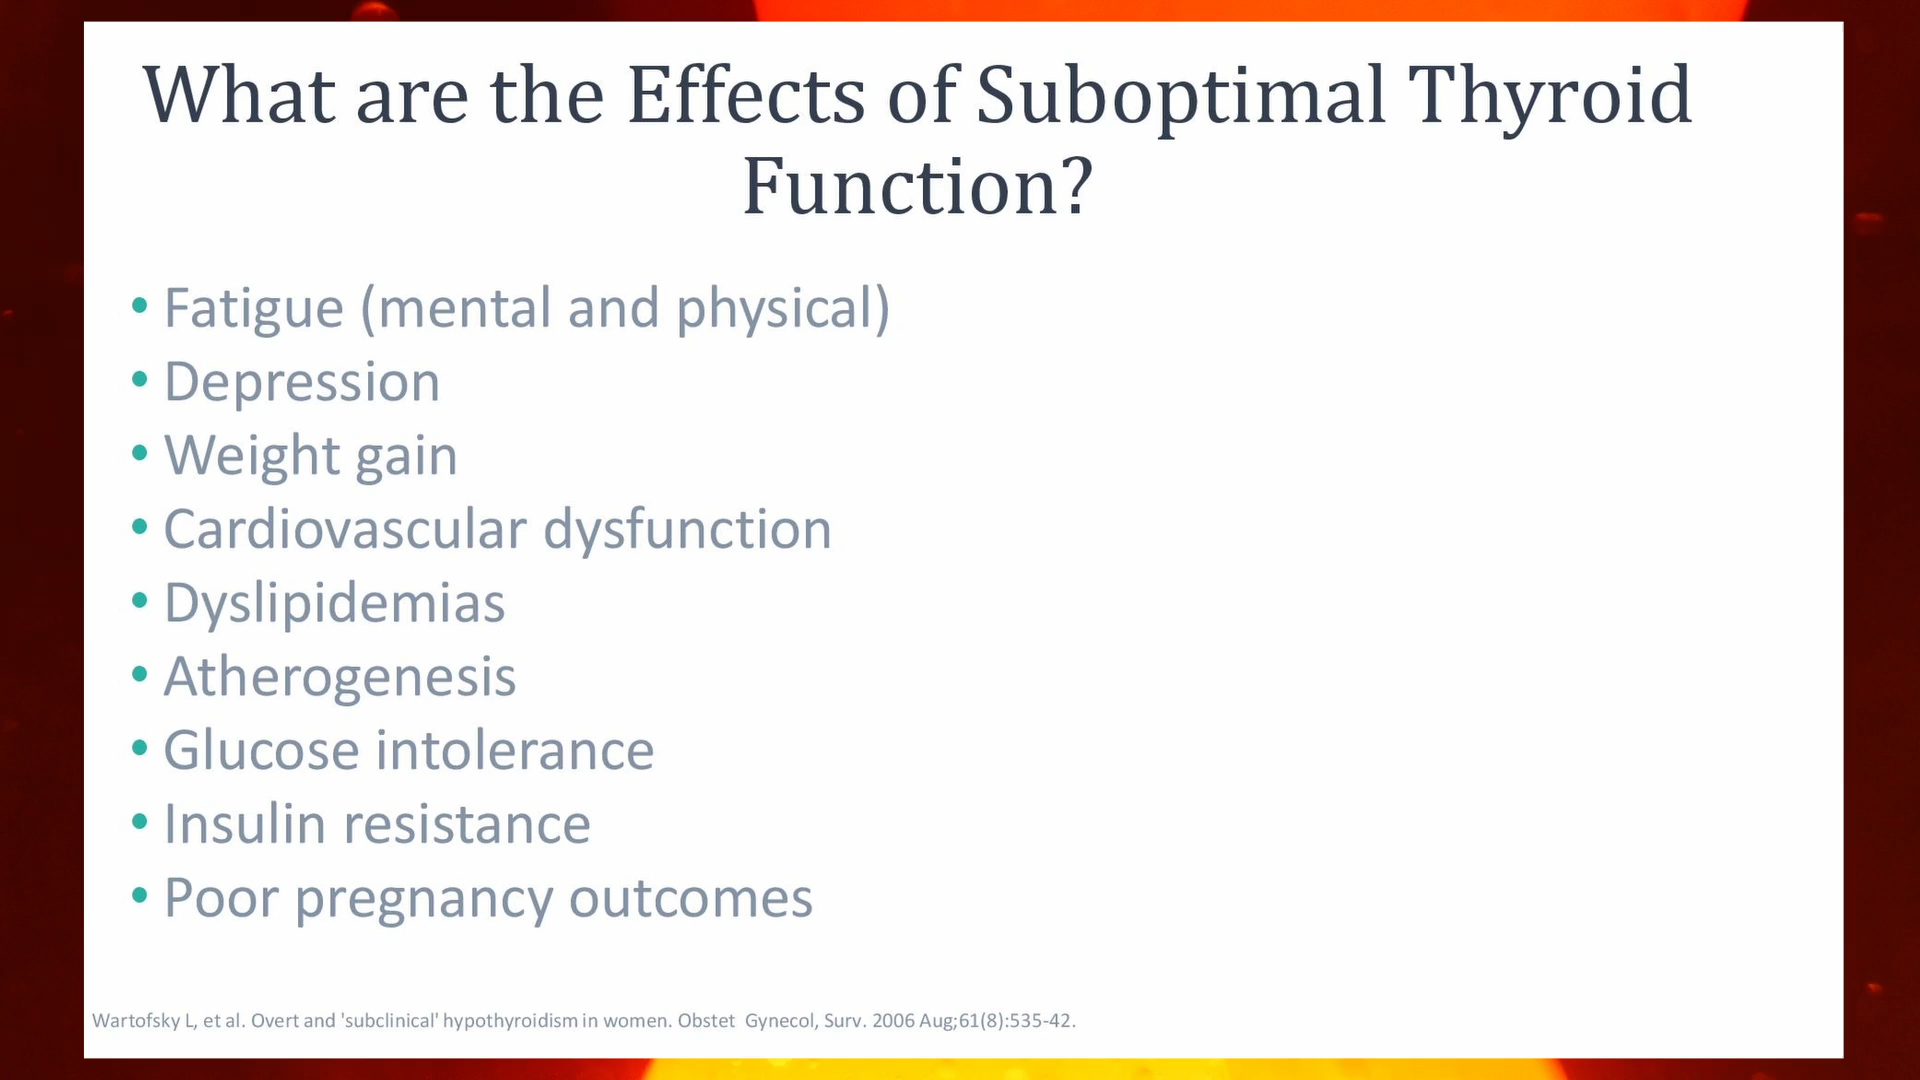 What are the Effects of Suboptimal Thyroid
Function?
• Fatigue (mental and physical)
• Depression
• Weight gain
• Cardiovascular dysfunction
• Dyslipidemias
• Atherogenesis
• Glucose intolerance
• Insulin resistance
• Poor pregnancy outcomes
Wartofsky L, et al. Overt and 'subclinical' hypothyroidism in women. Obstet Gynecol, Surv. 2006 Aug;61(8):535-42.